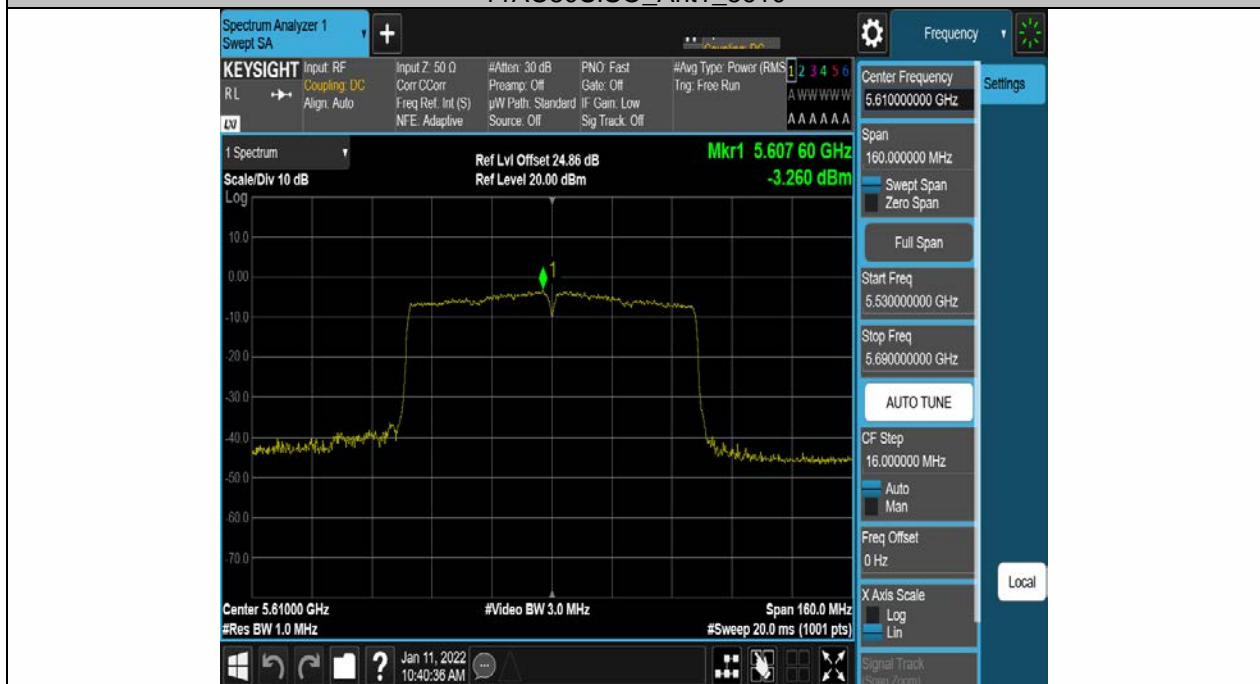 Spectrum Analyzer 1
Swept SA
+
Frequency
KEYSIGHT
RL
LXI
Input: RF
Coupling: DC
Align: Auto
Input Z: 50 Ω
Corr CCorr
Freq Ref: Int (S)
NFE: Adaptive
#Atten: 30 dB
Preamp: Off
µW Path: Standard
Source: Off
PNO: Fast
Gate: Off
IF Gain: Low
Sig Track: Off
#Avg Type: Power (RMS
Trig: Free Run
1 2 3 4 5 6
A W W W W W
A A A A A A
1 Spectrum
Scale/Div 10 dB
Log
Ref Lvl Offset 24.86 dB
Ref Level 20.00 dBm
Mkr1 5.607 60 GHz
-3.260 dBm
10.0
0.00
-10.0
-20.0
-30.0
-40.0
-50.0
-60.0
-70.0
1
Center 5.61000 GHz
#Res BW 1.0 MHz
#Video BW 3.0 MHz
Span 160.0 MHz
#Sweep 20.0 ms (1001 pts)
Jan 11, 2022
10:40:36 AM
Center Frequency
5.610000000 GHz
Span
160.000000 MHz
Swept Span
Zero Span
Full Span
Start Freq
5.530000000 GHz
Stop Freq
5.690000000 GHz
AUTO TUNE
CF Step
16.000000 MHz
Auto
Man
Freq Offset
0 Hz
X Axis Scale
Log
Lin
Signal Track
(Span Zoom)
Settings
Local